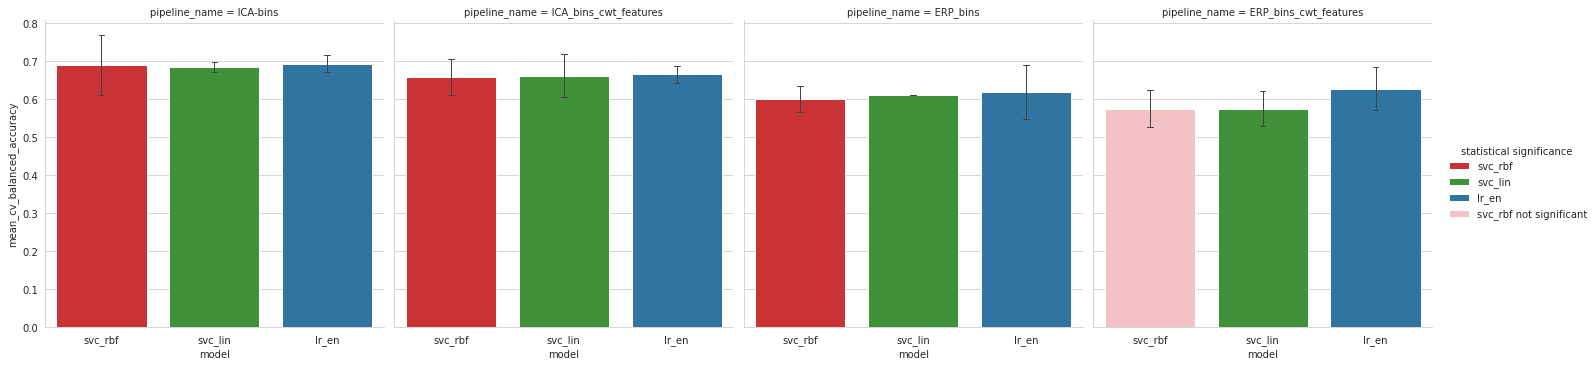 pipeline_name = ICA-bins
pipeline_name = ICA_bins_cwt_features
pipeline_name = ERP_bins
pipeline_name = ERP_bins_cwt_features
mean_cv_balanced_accuracy
0.8
0.7
0.6
0.5
0.4
0.3
0.2
0.1
0.0
svc_rbf svc_lin lr_en
model
svc_rbf svc_lin lr_en
model
svc_rbf svc_lin lr_en
model
svc_rbf svc_lin lr_en
model
statistical significance
svc_rbf
svc_lin
lr_en
svc_rbf not significant